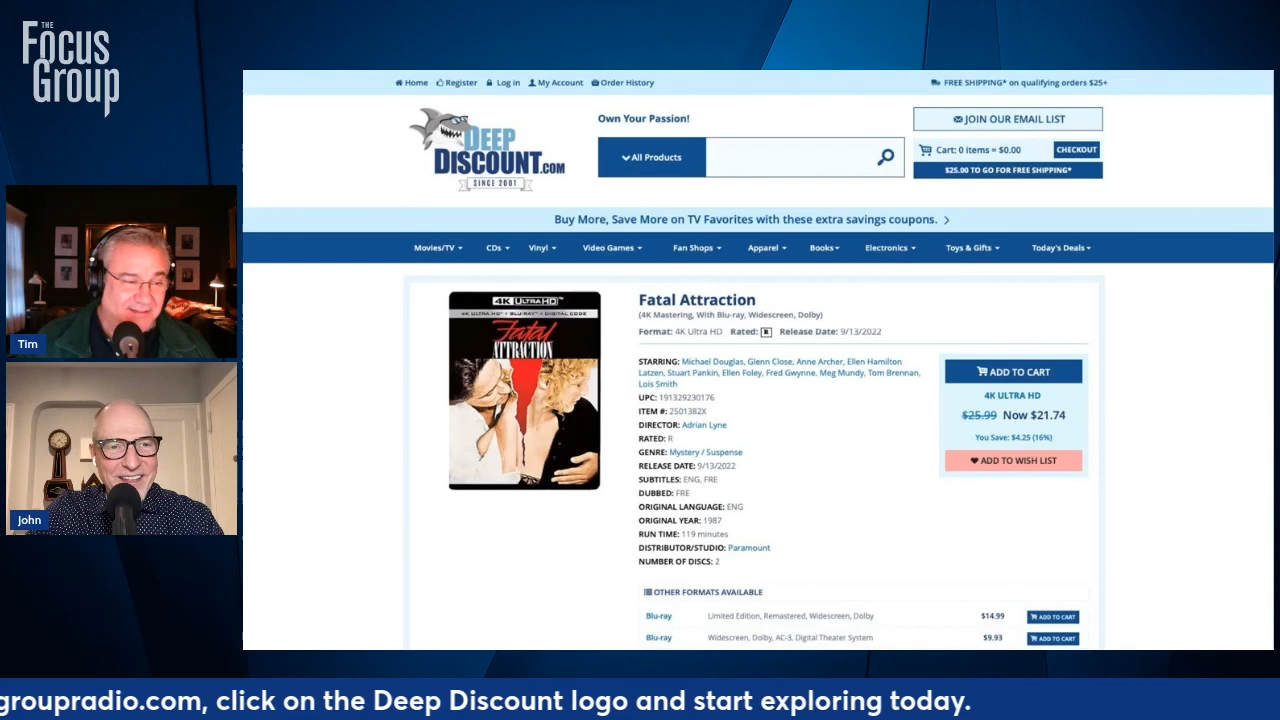 THE
Focus
Group
Home Register Log in My Account Order History
FREE SHIPPING* on qualifying orders $25+
DEEP
DISCOUNT.COM
SINCE 2001
Own Your Passion!
All Products
JOIN OUR EMAIL LIST
Cart: 0 items = $0.00 CHECKOUT
$25.00 TO GO FOR FREE SHIPPING*
Buy More, Save More on TV Favorites with these extra savings coupons. >
Movies/TV CDs Vinyl Video Games Fan Shops Apparel Books Electronics Toys & Gifts Today's Deals
4K ULTRA HD™
4K ULTRA HD • BLU-RAY • DIGITAL CODE
Fatal
ATTRACTION
Fatal Attraction
(4K Mastering, With Blu-ray, Widescreen, Dolby)
Format: 4K Ultra HD Rated: R Release Date: 9/13/2022
STARRING: Michael Douglas, Glenn Close, Anne Archer, Ellen Hamilton
Latzen, Stuart Pankin, Ellen Foley, Fred Gwynne, Meg Mundy, Tom Brennan,
Lois Smith
UPC: 191329230176
ITEM #: 2501382X
DIRECTOR: Adrian Lyne
RATED: R
GENRE: Mystery / Suspense
RELEASE DATE: 9/13/2022
SUBTITLES: ENG, FRE
DUBBED: FRE
ORIGINAL LANGUAGE: ENG
ORIGINAL YEAR: 1987
RUN TIME: 119 minutes
DISTRIBUTOR/STUDIO: Paramount
NUMBER OF DISCS: 2
ADD TO CART
4K ULTRA HD
$25.99 Now $21.74
You Save: $4.25 (16%)
ADD TO WISH LIST
OTHER FORMATS AVAILABLE
Blu-ray Limited Edition, Remastered, Widescreen, Dolby $14.99 ADD TO CART
Blu-ray Widescreen, Dolby, AC-3, Digital Theater System $9.93 ADD TO CART
Tim
John
groupradio.com, click on the Deep Discount logo and start exploring today.